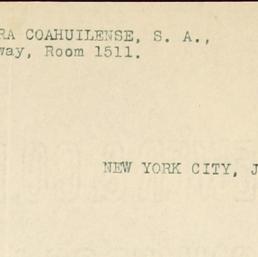 RA COAHUILENSE, S. A.,
way, Room 1511.
NEW YORK CITY, J